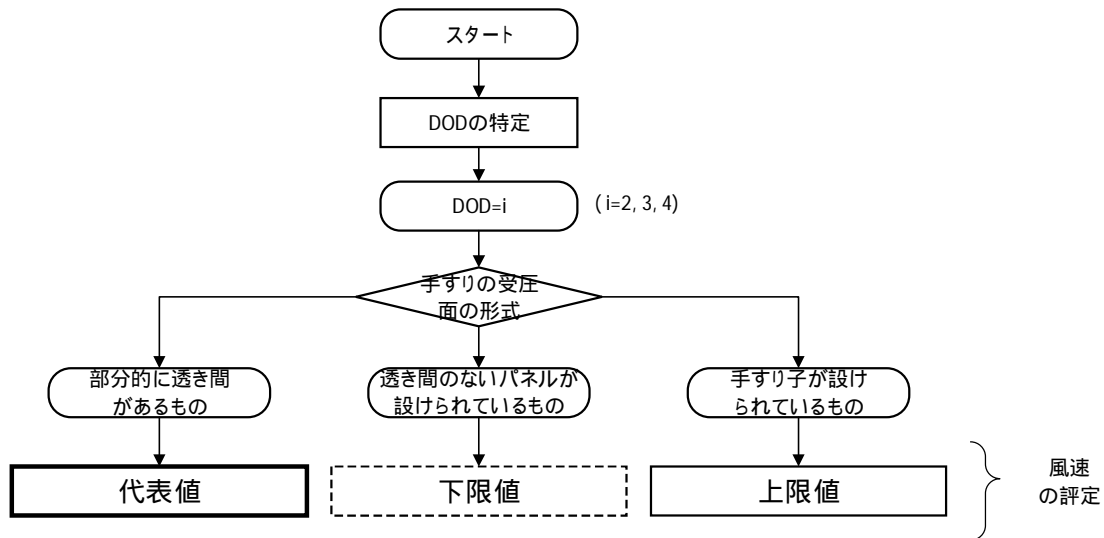 スタート
DODの特定
DOD=i
(i=2, 3, 4)
手すりの受圧
面の形式
部分的に透き間
があるもの
透き間のないパネルが
設けられているもの
手すり子が設け
られているもの
代表値
下限値
上限値
風速
の評定